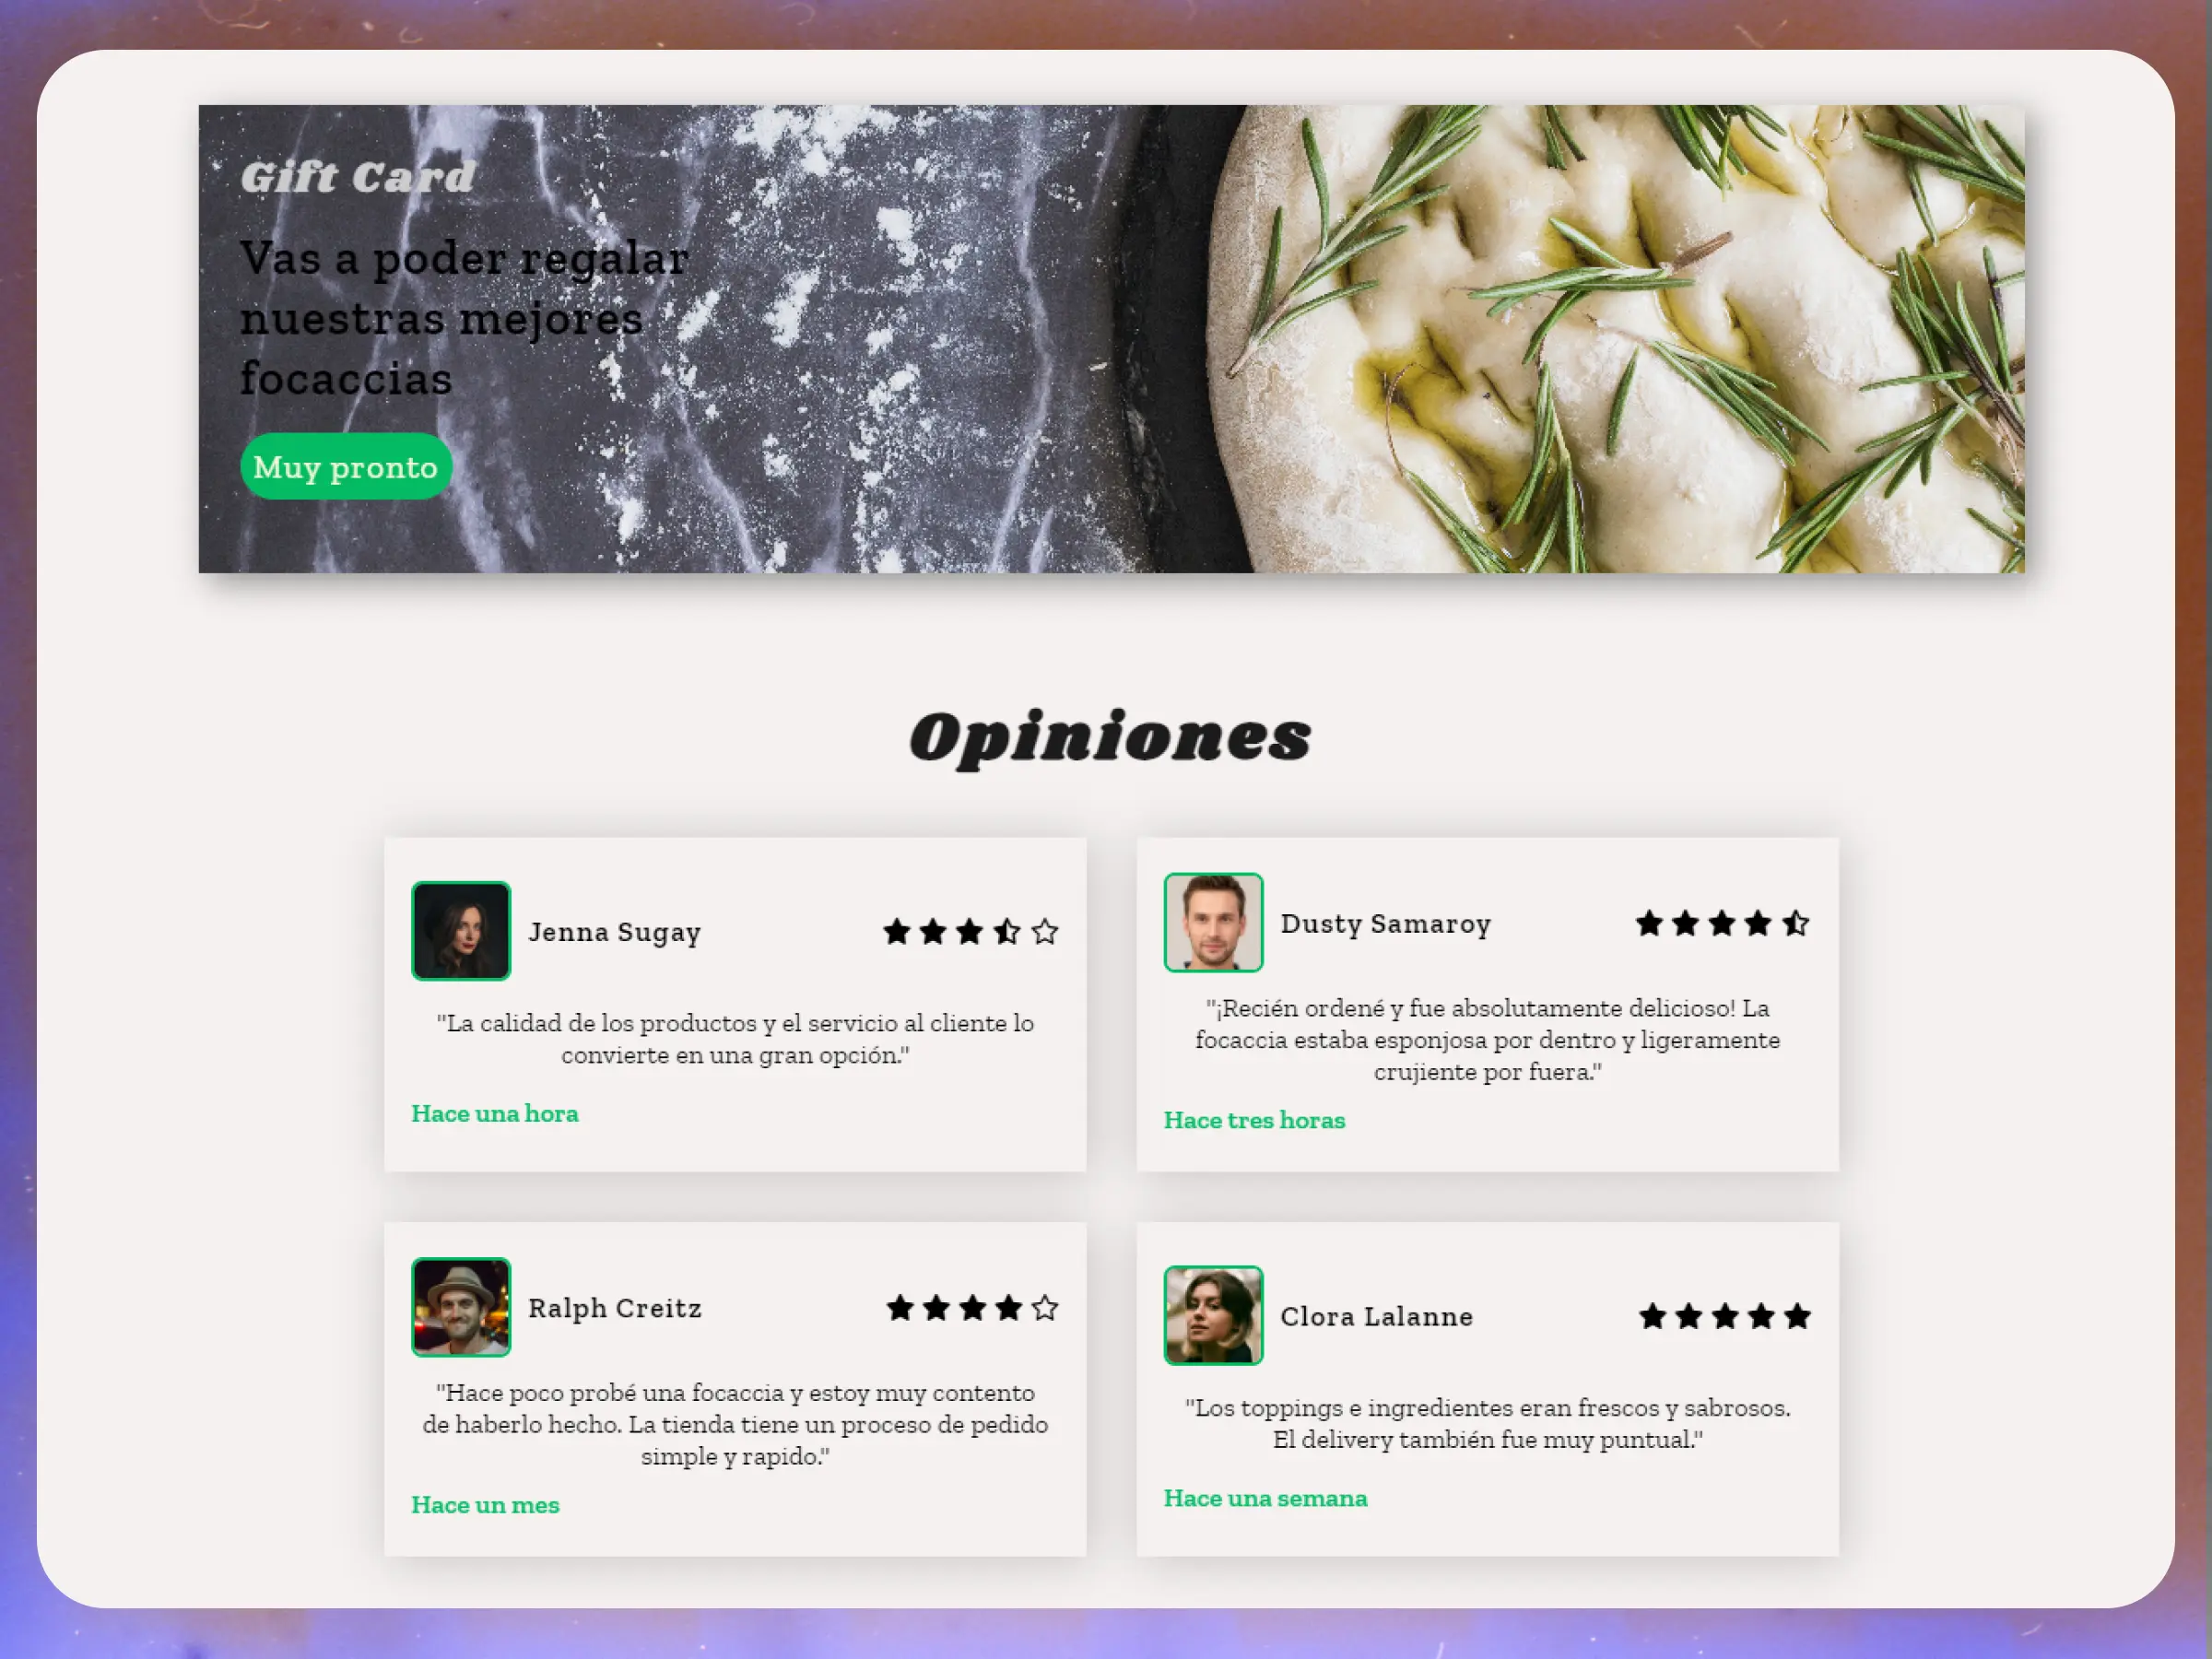 Gift Card
Vas a poder regalar
nuestras mejores
focaccias
Muy pronto
Opiniones
Jenna Sugay
"La calidad de los productos y el servicio al cliente lo
convierte en una gran opción."
Hace una hora
Dusty Samaroy
"¡Recién ordené y fue absolutamente delicioso! La
focaccia estaba esponjosa por dentro y ligeramente
crujiente por fuera."
Hace tres horas
Ralph Creitz
"Hace poco probé una focaccia y estoy muy contento
de haberlo hecho. La tienda tiene un proceso de pedido
simple y rapido."
Hace un mes
Clora Lalanne
"Los toppings e ingredientes eran frescos y sabrosos.
El delivery también fue muy puntual."
Hace una semana